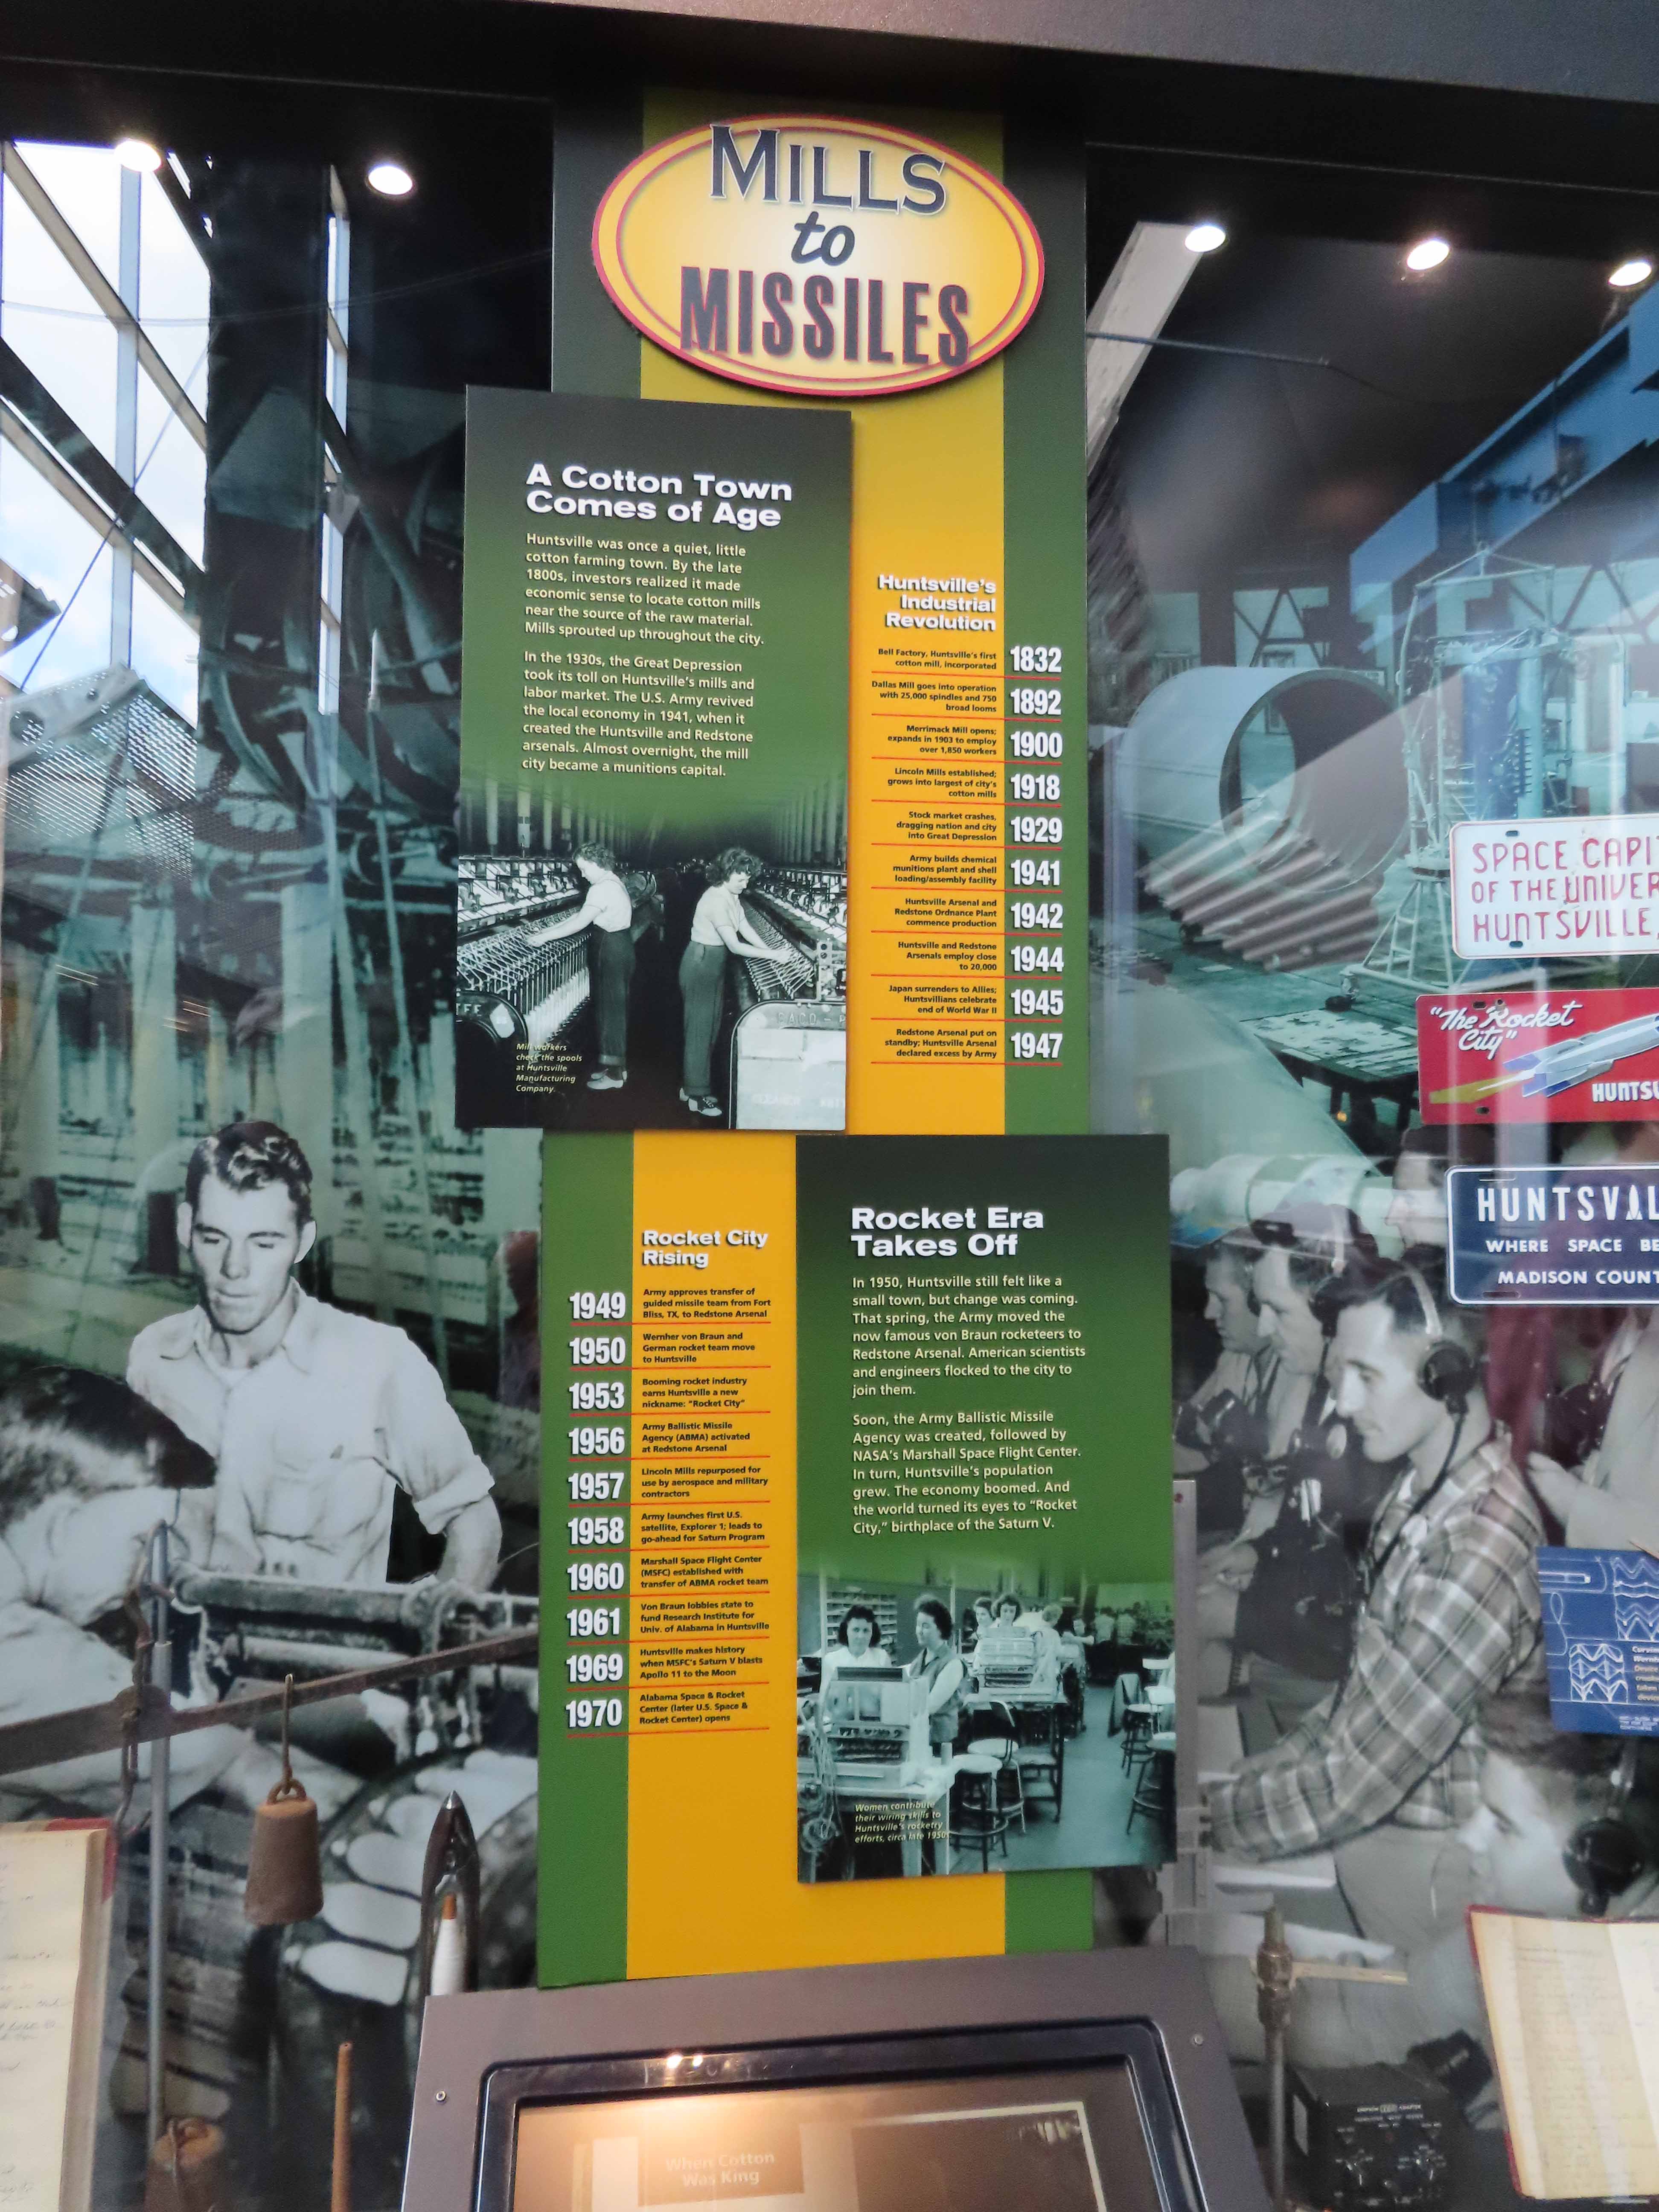 MILLS
to
MISSILES
A Cotton Town
Comes of Age
Huntsville was once a quiet, little
cotton farming town. By the late
1800s, investors realized it made
economic sense to locate cotton mills
near the source of the raw material.
Mills sprouted up throughout the city.
In the 1930s, the Great Depression
took its toll on Huntsville's mills and
labor market. The U.S. Army revived
the local economy in 1941, when it
created the Huntsville and Redstone
arsenals. Almost overnight, the mill
city became a munitions capital.
Mill workers
check the spools
at Huntsville
Manufacturing
Company.
Huntsville's
Industrial
Revolution
Bell Factory, Huntsville's first
cotton mill, incorporated
1832
Dallas Mill goes into operation
with 25,000 spindles and 750
broad looms
1892
Merrimack Mill opens;
expands in 1903 to employ
over 1,850 workers
1900
Lincoln Mills established;
grows into largest of city's
cotton mills
1918
Stock market crashes,
dragging nation and city
into Great Depression
1929
Army builds chemical
munitions plant and shell
loading/assembly facility
1941
Huntsville Arsenal and
Redstone Ordnance Plant
commence production
1942
Huntsville and Redstone
Arsenals employ close
to 20,000
1944
Japan surrenders to Allies;
Huntsvillians celebrate
end of World War II
1945
Redstone Arsenal put on
standby; Huntsville Arsenal
declared excess by Army
1947
Rocket City
Rising
1949
Army approves transfer of
guided missile team from Fort
Bliss, TX, to Redstone Arsenal
1950
Wernher von Braun and
German rocket team move
to Huntsville
1953
Booming rocket industry
earns Huntsville a new
nickname: "Rocket City"
1956
Army Ballistic Missile
Agency (ABMA) activated
at Redstone Arsenal
1957
Lincoln Mills repurposed for
use by aerospace and military
contractors
1958
Army launches first U.S.
satellite, Explorer 1; leads to
go-ahead for Saturn Program
1960
Marshall Space Flight Center
(MSFC) established with
transfer of ABMA rocket team
1961
Von Braun lobbies state to
fund Research Institute for
Univ. of Alabama in Huntsville
1969
Huntsville makes history
when MSFC's Saturn V blasts
Apollo 11 to the Moon
1970
Alabama Space & Rocket
Center (later U.S. Space &
Rocket Center) opens
Rocket Era
Takes Off
In 1950, Huntsville still felt like a
small town, but change was coming.
That spring, the Army moved the
now famous von Braun rocketeers to
Redstone Arsenal. American scientists
and engineers flocked to the city to
join them.
Soon, the Army Ballistic Missile
Agency was created, followed by
NASA's Marshall Space Flight Center.
In turn, Huntsville's population
grew. The economy boomed. And
the world turned its eyes to "Rocket
City," birthplace of the Saturn V.
Women contribute
their wiring skills to
Huntsville's rocketry
efforts, circa late 1950s
SPACE CAPI
OF THE UNIVER
HUNTSVILLE,
"The Rocket
City"
HUNTSV
HUNTSVIL
WHERE SPACE BE
MADISON COUNT
When Cotton
Was King